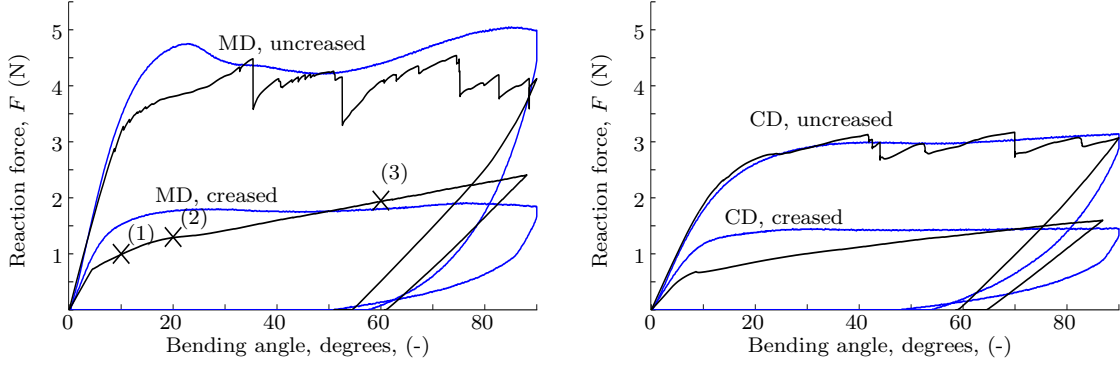 5
4
3
2
1
0
20
40
60
80
Reaction force, F (N)
Bending angle, degrees, (-)
MD, uncreased
MD, creased
(1)
(2)
(3)
5
4
3
2
1
0
20
40
60
80
Reaction force, F (N)
Bending angle, degrees, (-)
CD, uncreased
CD, creased